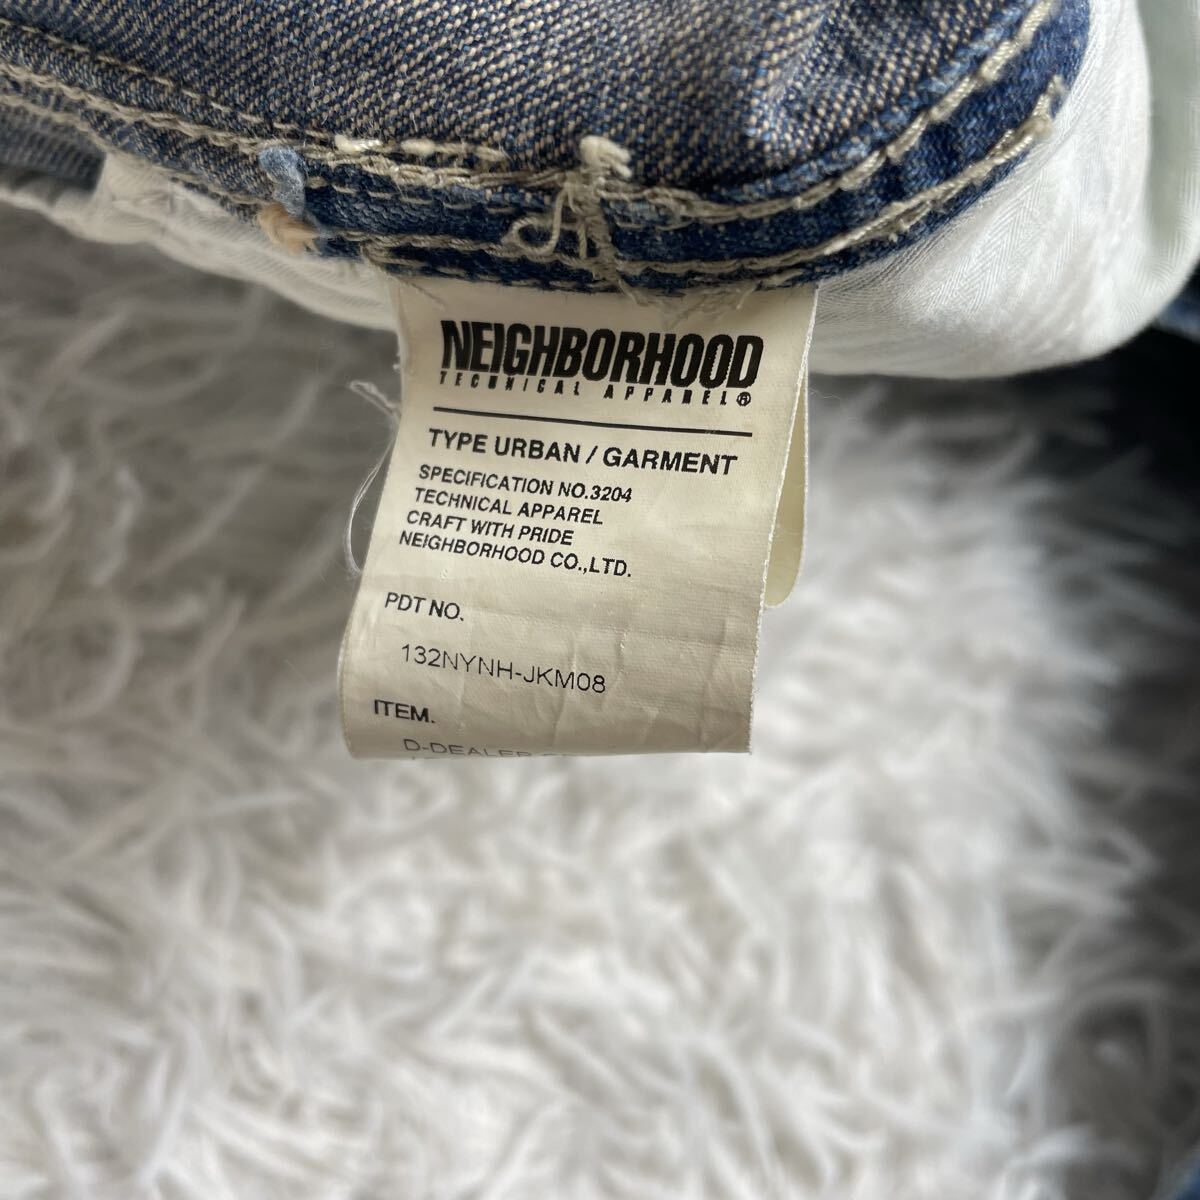 NEIGHBORHOOD
TECHNICAL APPAREL®
TYPE URBAN / GARMENT
SPECIFICATION NO.3204
TECHNICAL APPAREL
CRAFT WITH PRIDE
NEIGHBORHOOD CO.,LTD.
PDT NO.
132NYNH-JKM08
ITEM.
D-DEALER